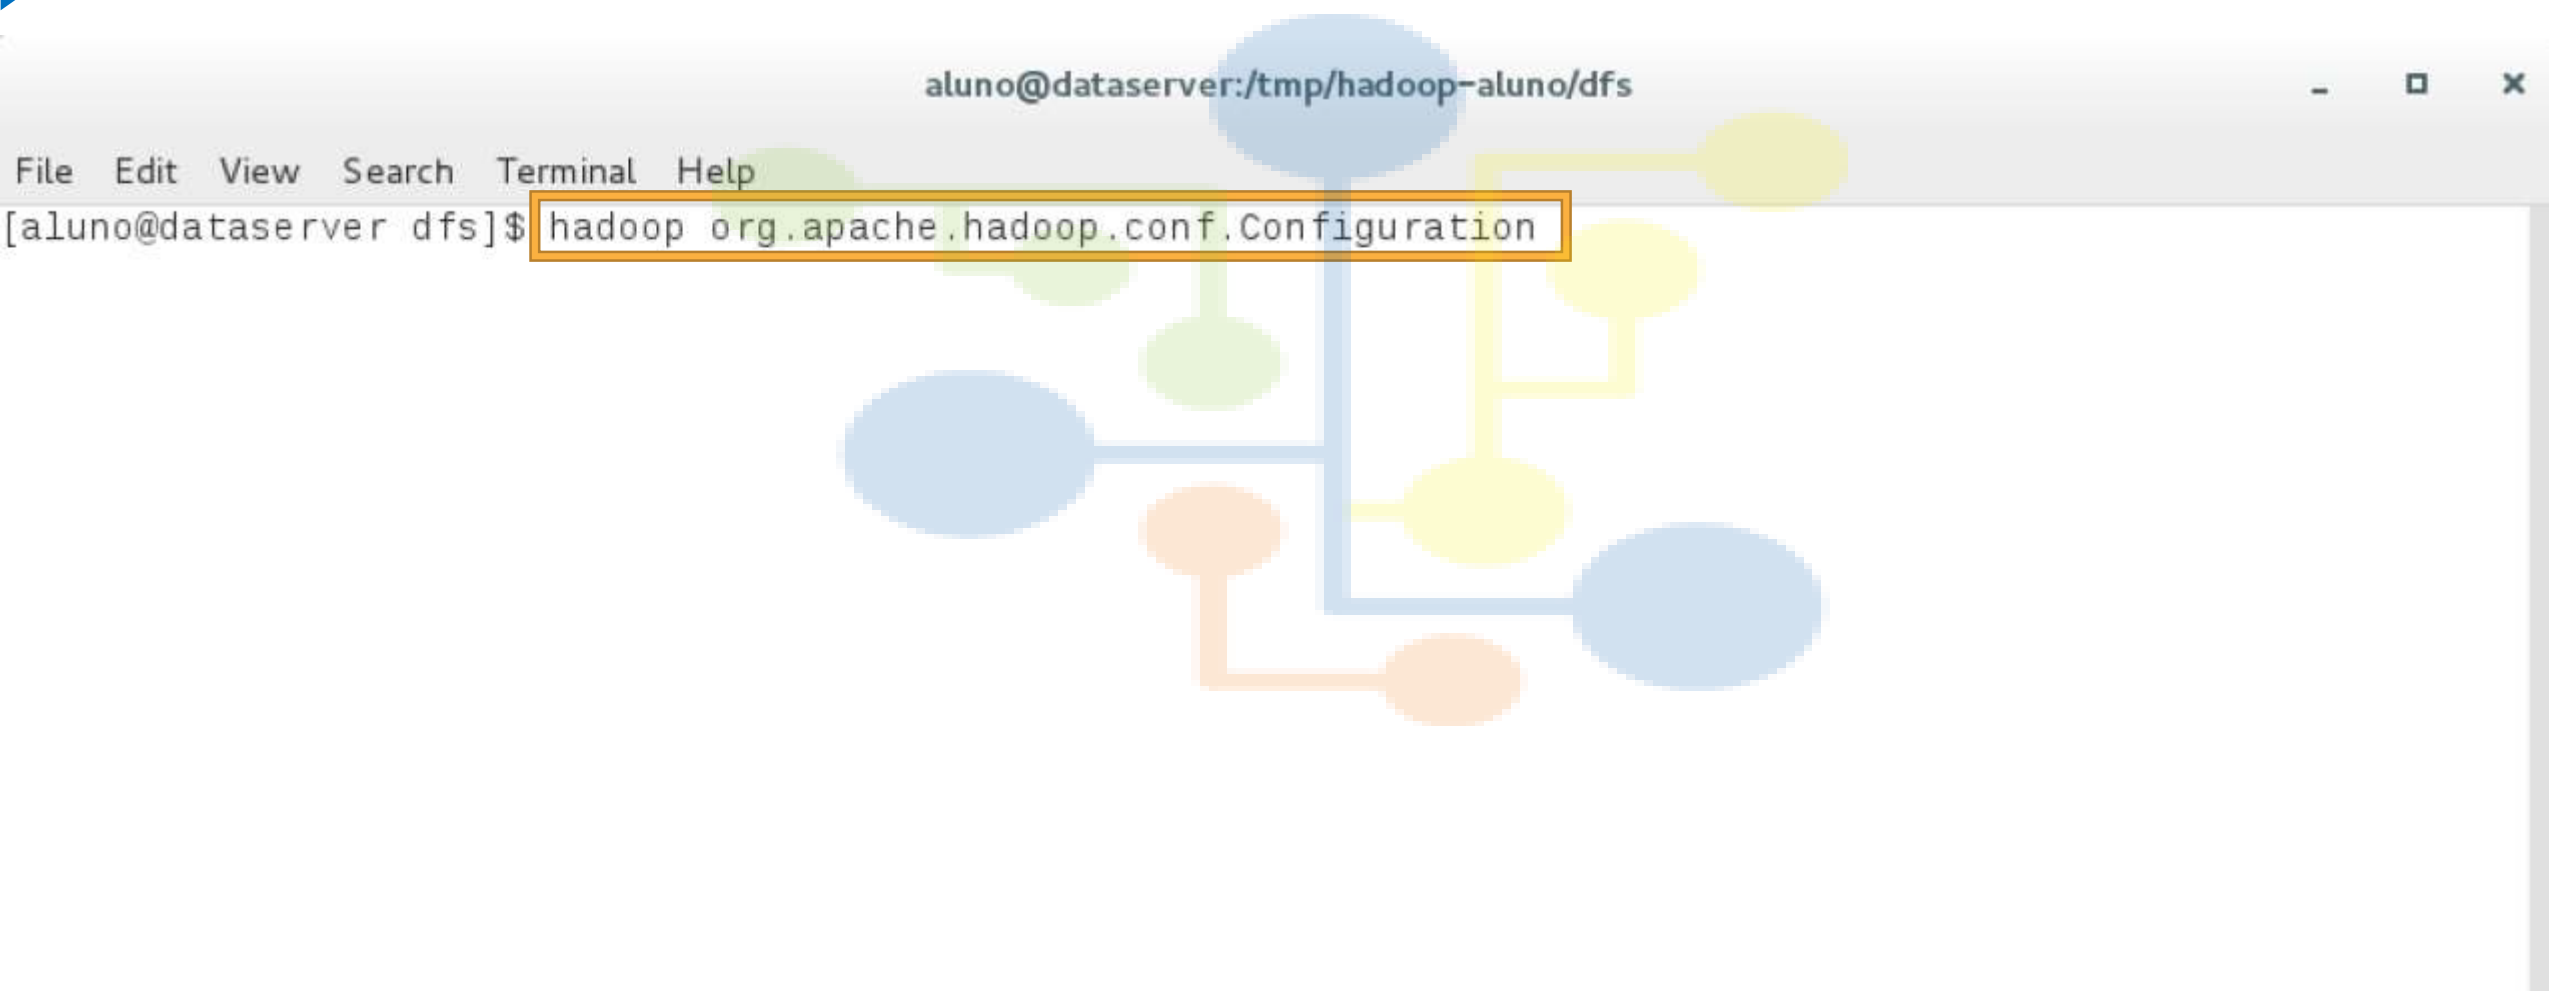 aluno@dataserver:/tmp/hadoop-aluno/dfs
File Edit View Search Terminal Help
[aluno@dataserver dfs]$ hadoop org.apache.hadoop.conf.Configuration